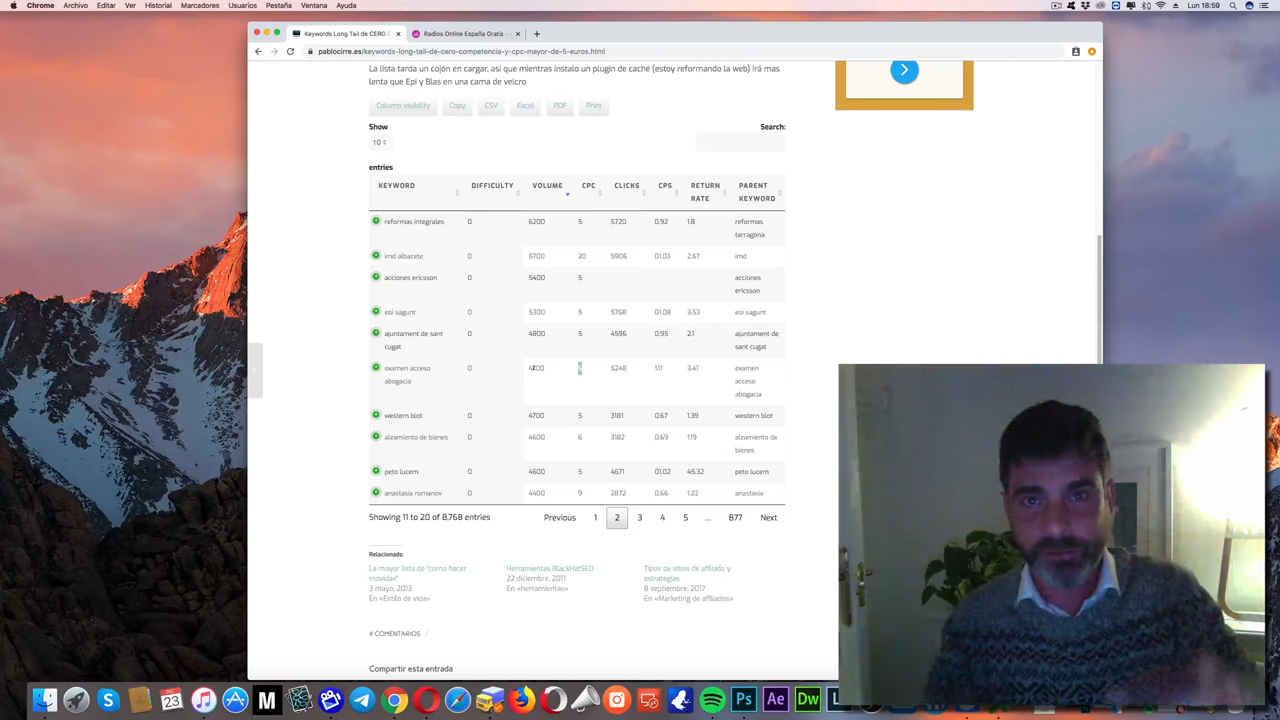 Chrome Archivo Editar Ver Historial Marcadores Usuarios Pestaña Ventana Ayuda
Lun 18:59
Keywords Long Tail de CERO C
Radios Online España Gratis -
pablocirre.es/keywords-long-tail-de-cero-competencia-y-cpc-mayor-de-5-euros.html
La lista tarda un cojón en cargar, asi que mientras instalo un plugin de caché (estoy reformando la web) Irá mas
lenta que Epi y Blas en una cama de velcro
Column visibility Copy CSV Excel PDF Print
Show Search:
10
entries
KEYWORD DIFFICULTY VOLUME CPC CLICKS CPS RETURN RATE PARENT KEYWORD
reformas integrales 0 6200 5 5720 0.92 1.8 reformas tarragona
imd albacete 0 5700 20 5906 01.03 2.67 imd
acciones ericsson 0 5400 5 acciones ericsson
eoi sagunt 0 5300 5 5768 01.08 3.53 eoi sagunt
ajuntament de sant cugat 0 4800 5 4596 0.95 2.1 ajuntament de sant cugat
examen acceso abogacia 0 5248 1.11 3.41 examen acceso abogacia
western blot 0 4700 5 3181 0.67 1.39 western blot
alzamiento de bienes 0 4600 6 3182 0.69 1.19 alzamiento de bienes
peto lucem 0 4600 5 4671 01.02 45.32 peto lucem
anastasia romanov 0 4400 9 2872 0.66 1.22 anastasia
Showing 11 to 20 of 8,768 entries
Previous 1 2 3 4 5 ... 877 Next
Relacionado
La mayor lista de "como hacer movidas"
3 mayo, 2013
En «Estilo de vida»
Herramientas BlackHatSEO
22 diciembre, 2011
En «herramientas»
Tipos de sitios de afiliado y estrategias
8 septiembre, 2017
En «Marketing de afiliados»
4 COMENTARIOS /
Compartir esta entrada
DIC
23
M
Ps
Ae
Dw